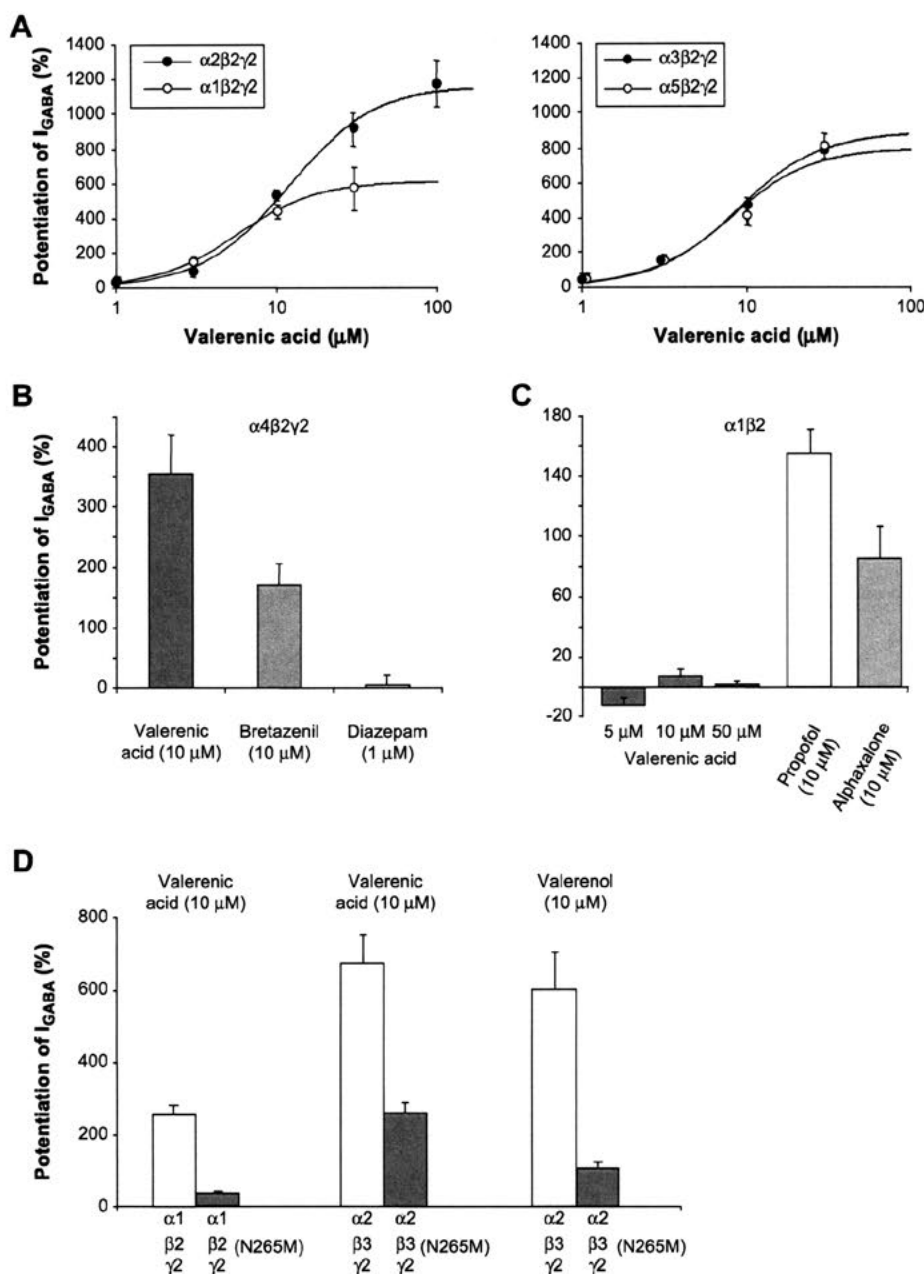 A
Potentiation of I_GABA (%)
1400
1200
1000
800
600
400
200
0
α2β2γ2
α1β2γ2
1
10
100
Valerenic acid (μM)
1400
1200
1000
800
600
400
200
0
α3β2γ2
α5β2γ2
1
10
100
Valerenic acid (μM)
B
α4β2γ2
Potentiation of I_GABA (%)
400
300
200
100
0
Valerenic acid (10 μM)
Bretazenil (10 μM)
Diazepam (1 μM)
C
α1β2
180
140
100
60
20
-20
5 μM 10 μM 50 μM
Valerenic acid
Propofol (10 μM)
Alphaxalone (10 μM)
D
Valerenic acid (10 μM)
Valerenic acid (10 μM)
Valerenol (10 μM)
Potentiation of I_GABA (%)
800
600
400
200
0
α1 α1 α2 α2 α2 α2
β2 β2 (N265M) β3 β3 (N265M) β3 β3 (N265M)
γ2 γ2 γ2 γ2 γ2 γ2